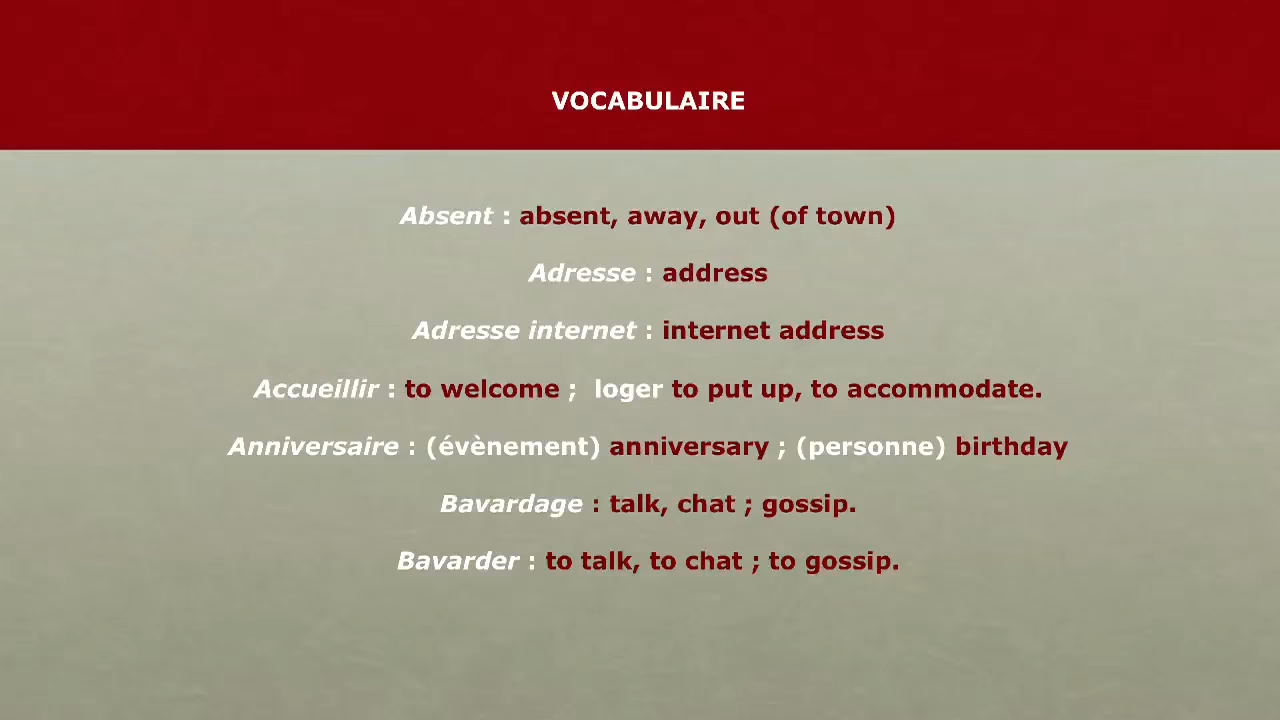 VOCABULAIRE
Absent : absent, away, out (of town)
Adresse : address
Adresse internet : internet address
Accueillir : to welcome ;  loger to put up, to accommodate.
Anniversaire : (évènement) anniversary ; (personne) birthday
Bavardage : talk, chat ; gossip.
Bavarder : to talk, to chat ; to gossip.